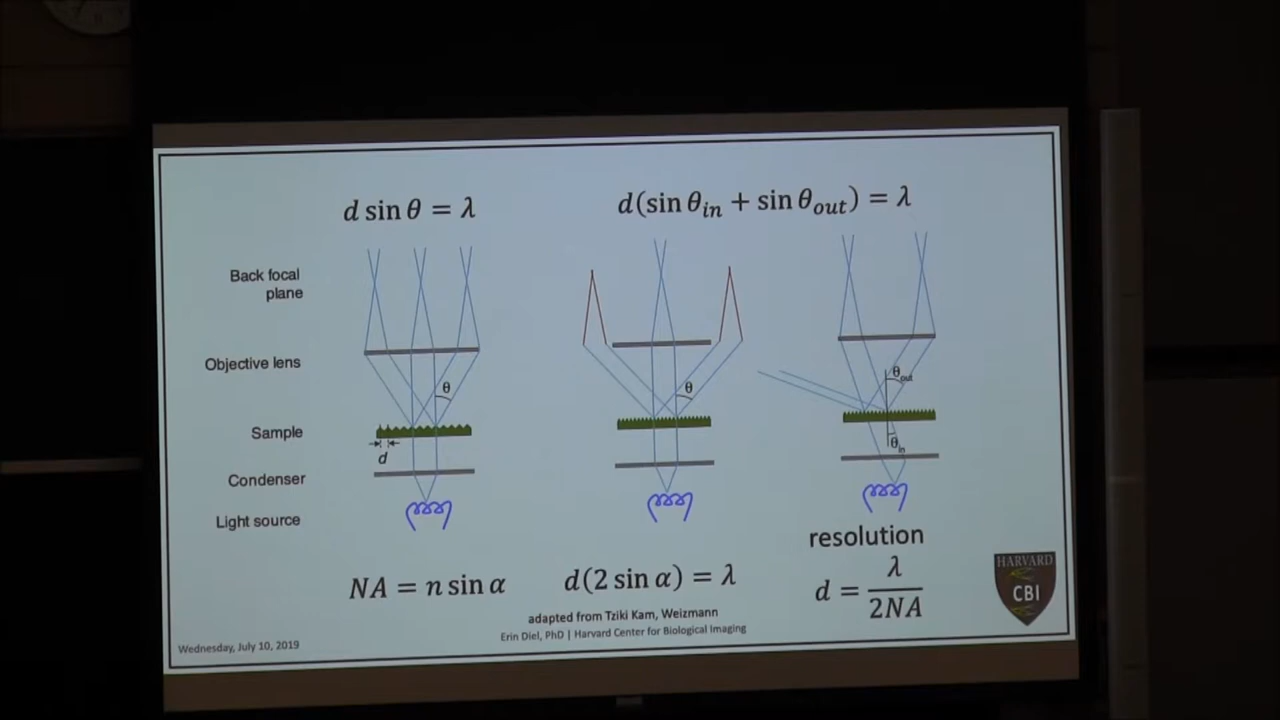 d sin θ = λ
d(sin θ_in + sin θ_out) = λ
Back focal
plane
Objective lens
θ
θ
θout
Sample
d
θin
Condenser
Light source
resolution
NA = n sin α
d(2 sin α) = λ
d = λ/2NA
HARVARD
CBI
adapted from Tziki Kam, Weizmann
Erin Diel, PhD | Harvard Center for Biological Imaging
Wednesday, July 10, 2019